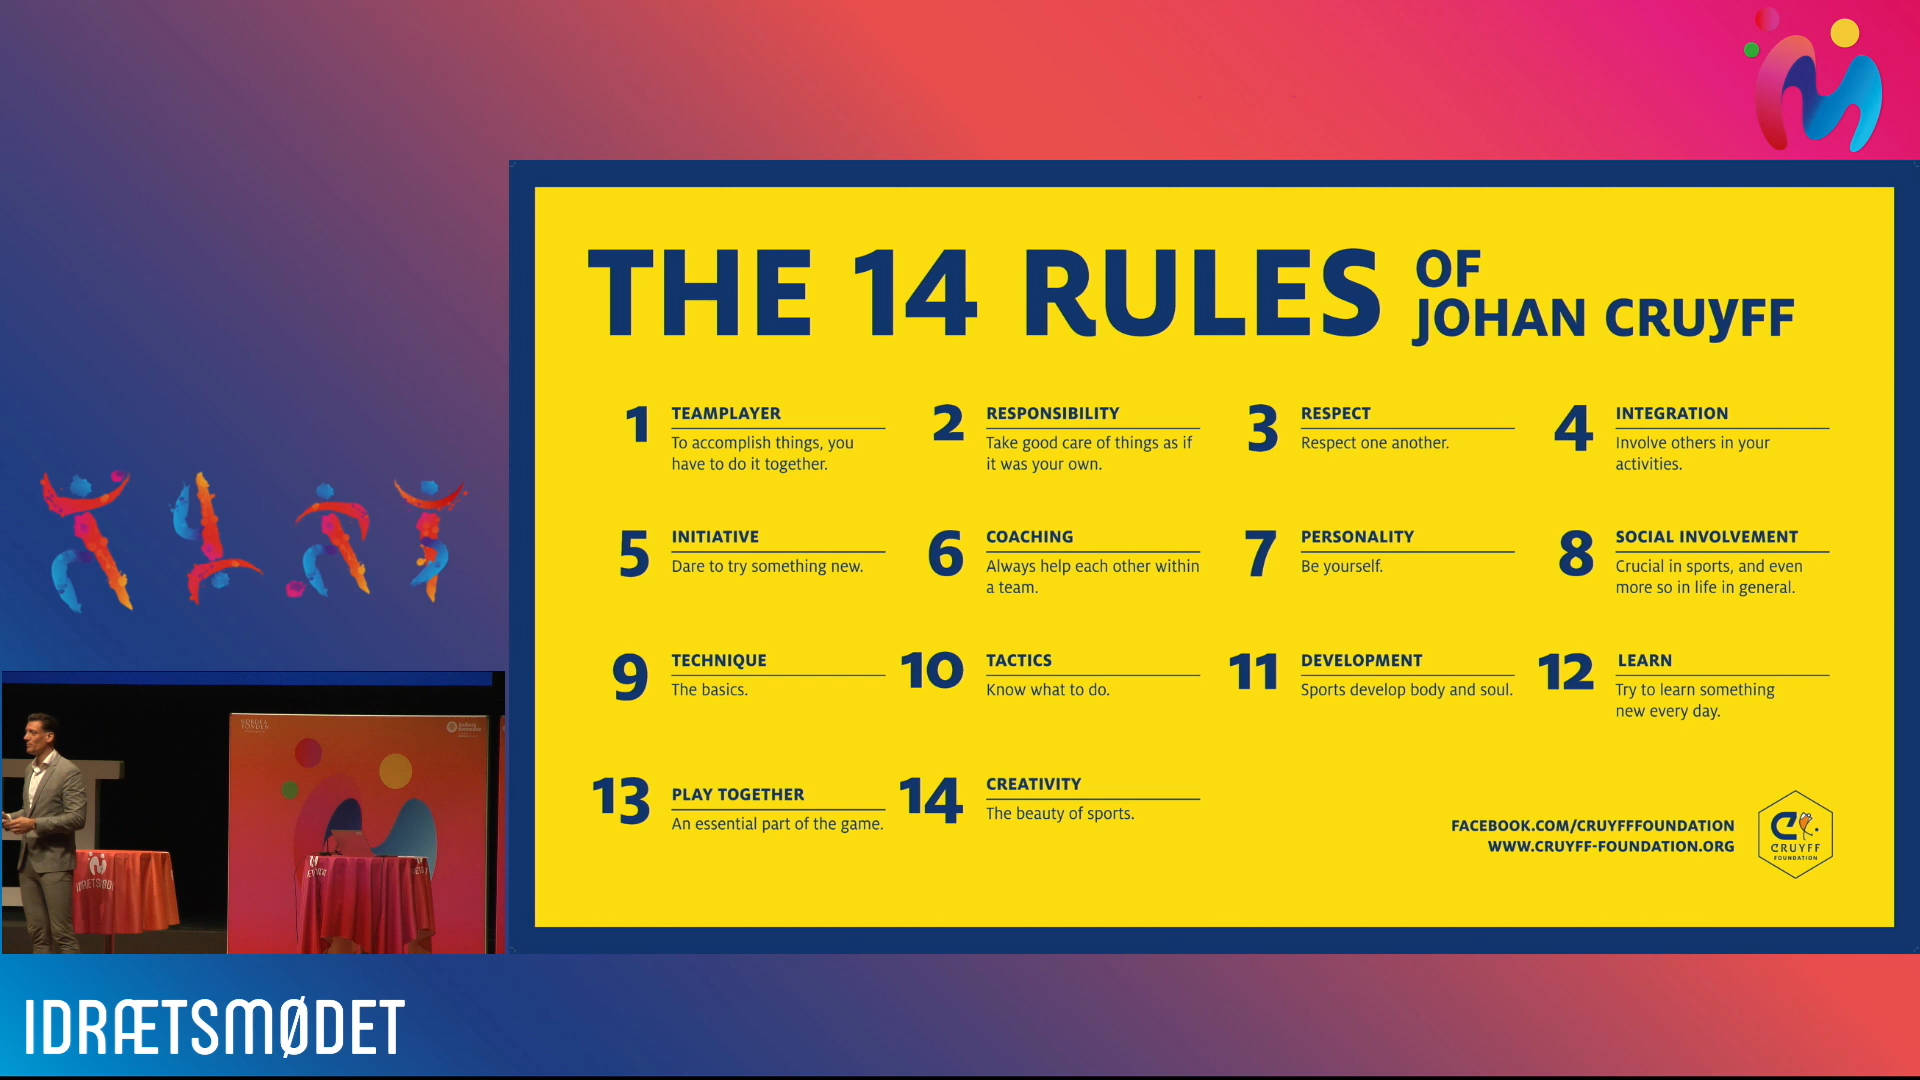 THE 14 RULES OF
JOHAN CRUYFF
1 TEAMPLAYER
To accomplish things, you
have to do it together.
2 RESPONSIBILITY
Take good care of things as if
it was your own.
3 RESPECT
Respect one another.
4 INTEGRATION
Involve others in your
activities.
5 INITIATIVE
Dare to try something new.
6 COACHING
Always help each other within
a team.
7 PERSONALITY
Be yourself.
8 SOCIAL INVOLVEMENT
Crucial in sports, and even
more so in life in general.
9 TECHNIQUE
The basics.
10 TACTICS
Know what to do.
11 DEVELOPMENT
Sports develop body and soul.
12 LEARN
Try to learn something
new every day.
13 PLAY TOGETHER
An essential part of the game.
14 CREATIVITY
The beauty of sports.
FACEBOOK.COM/CRUYFFFOUNDATION
WWW.CRUYFF-FOUNDATION.ORG
CRUYFF
FOUNDATION
NORDEA
FONDEN
IDRÆTSMØDET